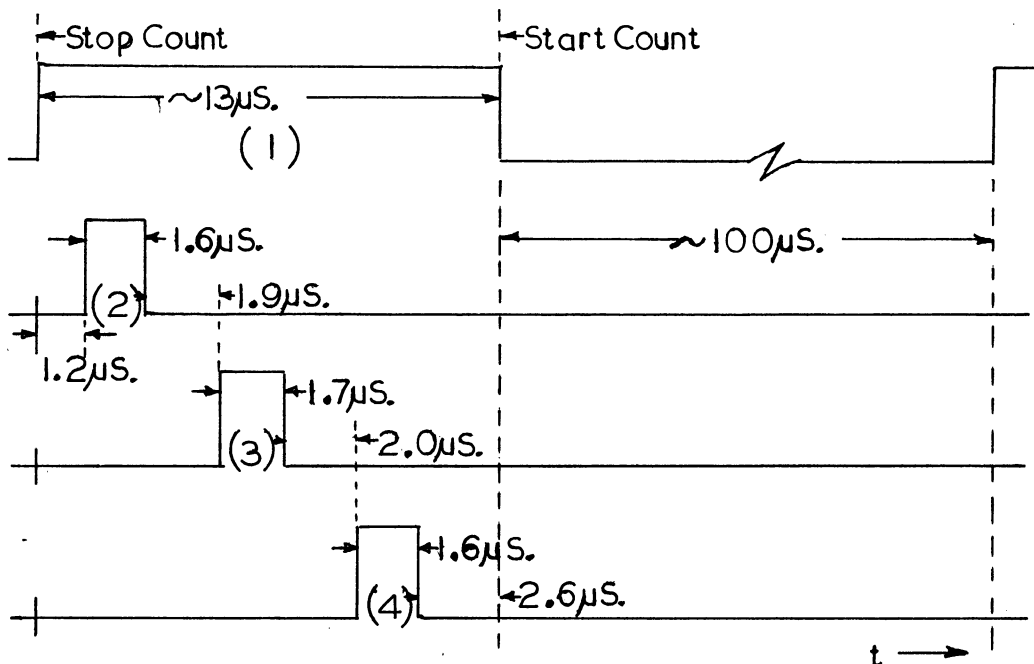 Stop Count
Start Count
~13µS.
(1)
1.6µS.
~100µS.
(2)
1.9µS.
1.2µS.
1.7µS.
(3)
2.0µS.
1.6µS.
(4)
2.6µS.
t